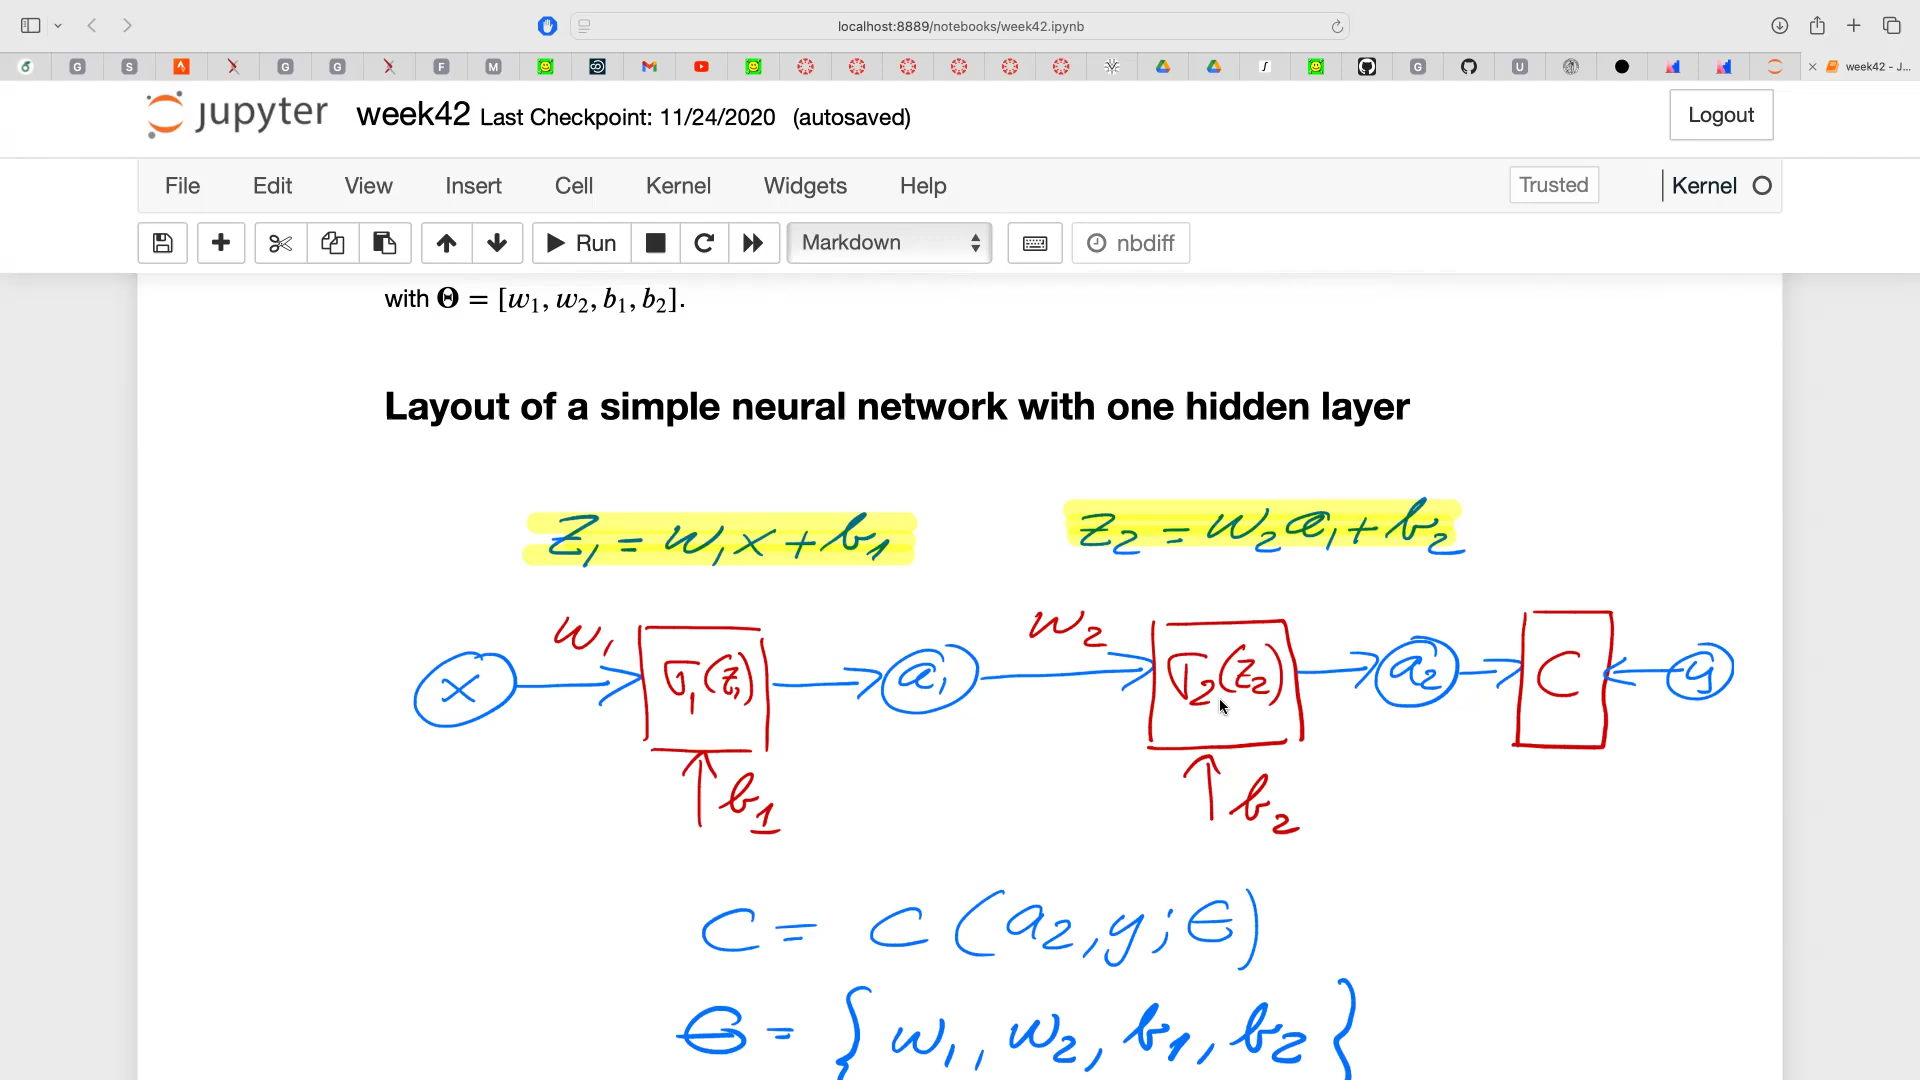 localhost:8889/notebooks/week42.ipynb
week42 - J...
jupyter week42 Last Checkpoint: 11/24/2020 (autosaved) Logout
File Edit View Insert Cell Kernel Widgets Help Trusted Kernel
Run Markdown nbdiff
with Θ = [w₁, w₂, b₁, b₂].
Layout of a simple neural network with one hidden layer
z₁ = w₁x + b₁ z₂ = w₂a₁ + b₂
w₁ w₂
x σ₁(z₁) a₁ σ₂(z₂) a₂ C y
b₁ b₂
C = C(a₂, y; Θ)
Θ = { w₁, w₂, b₁, b₂ }